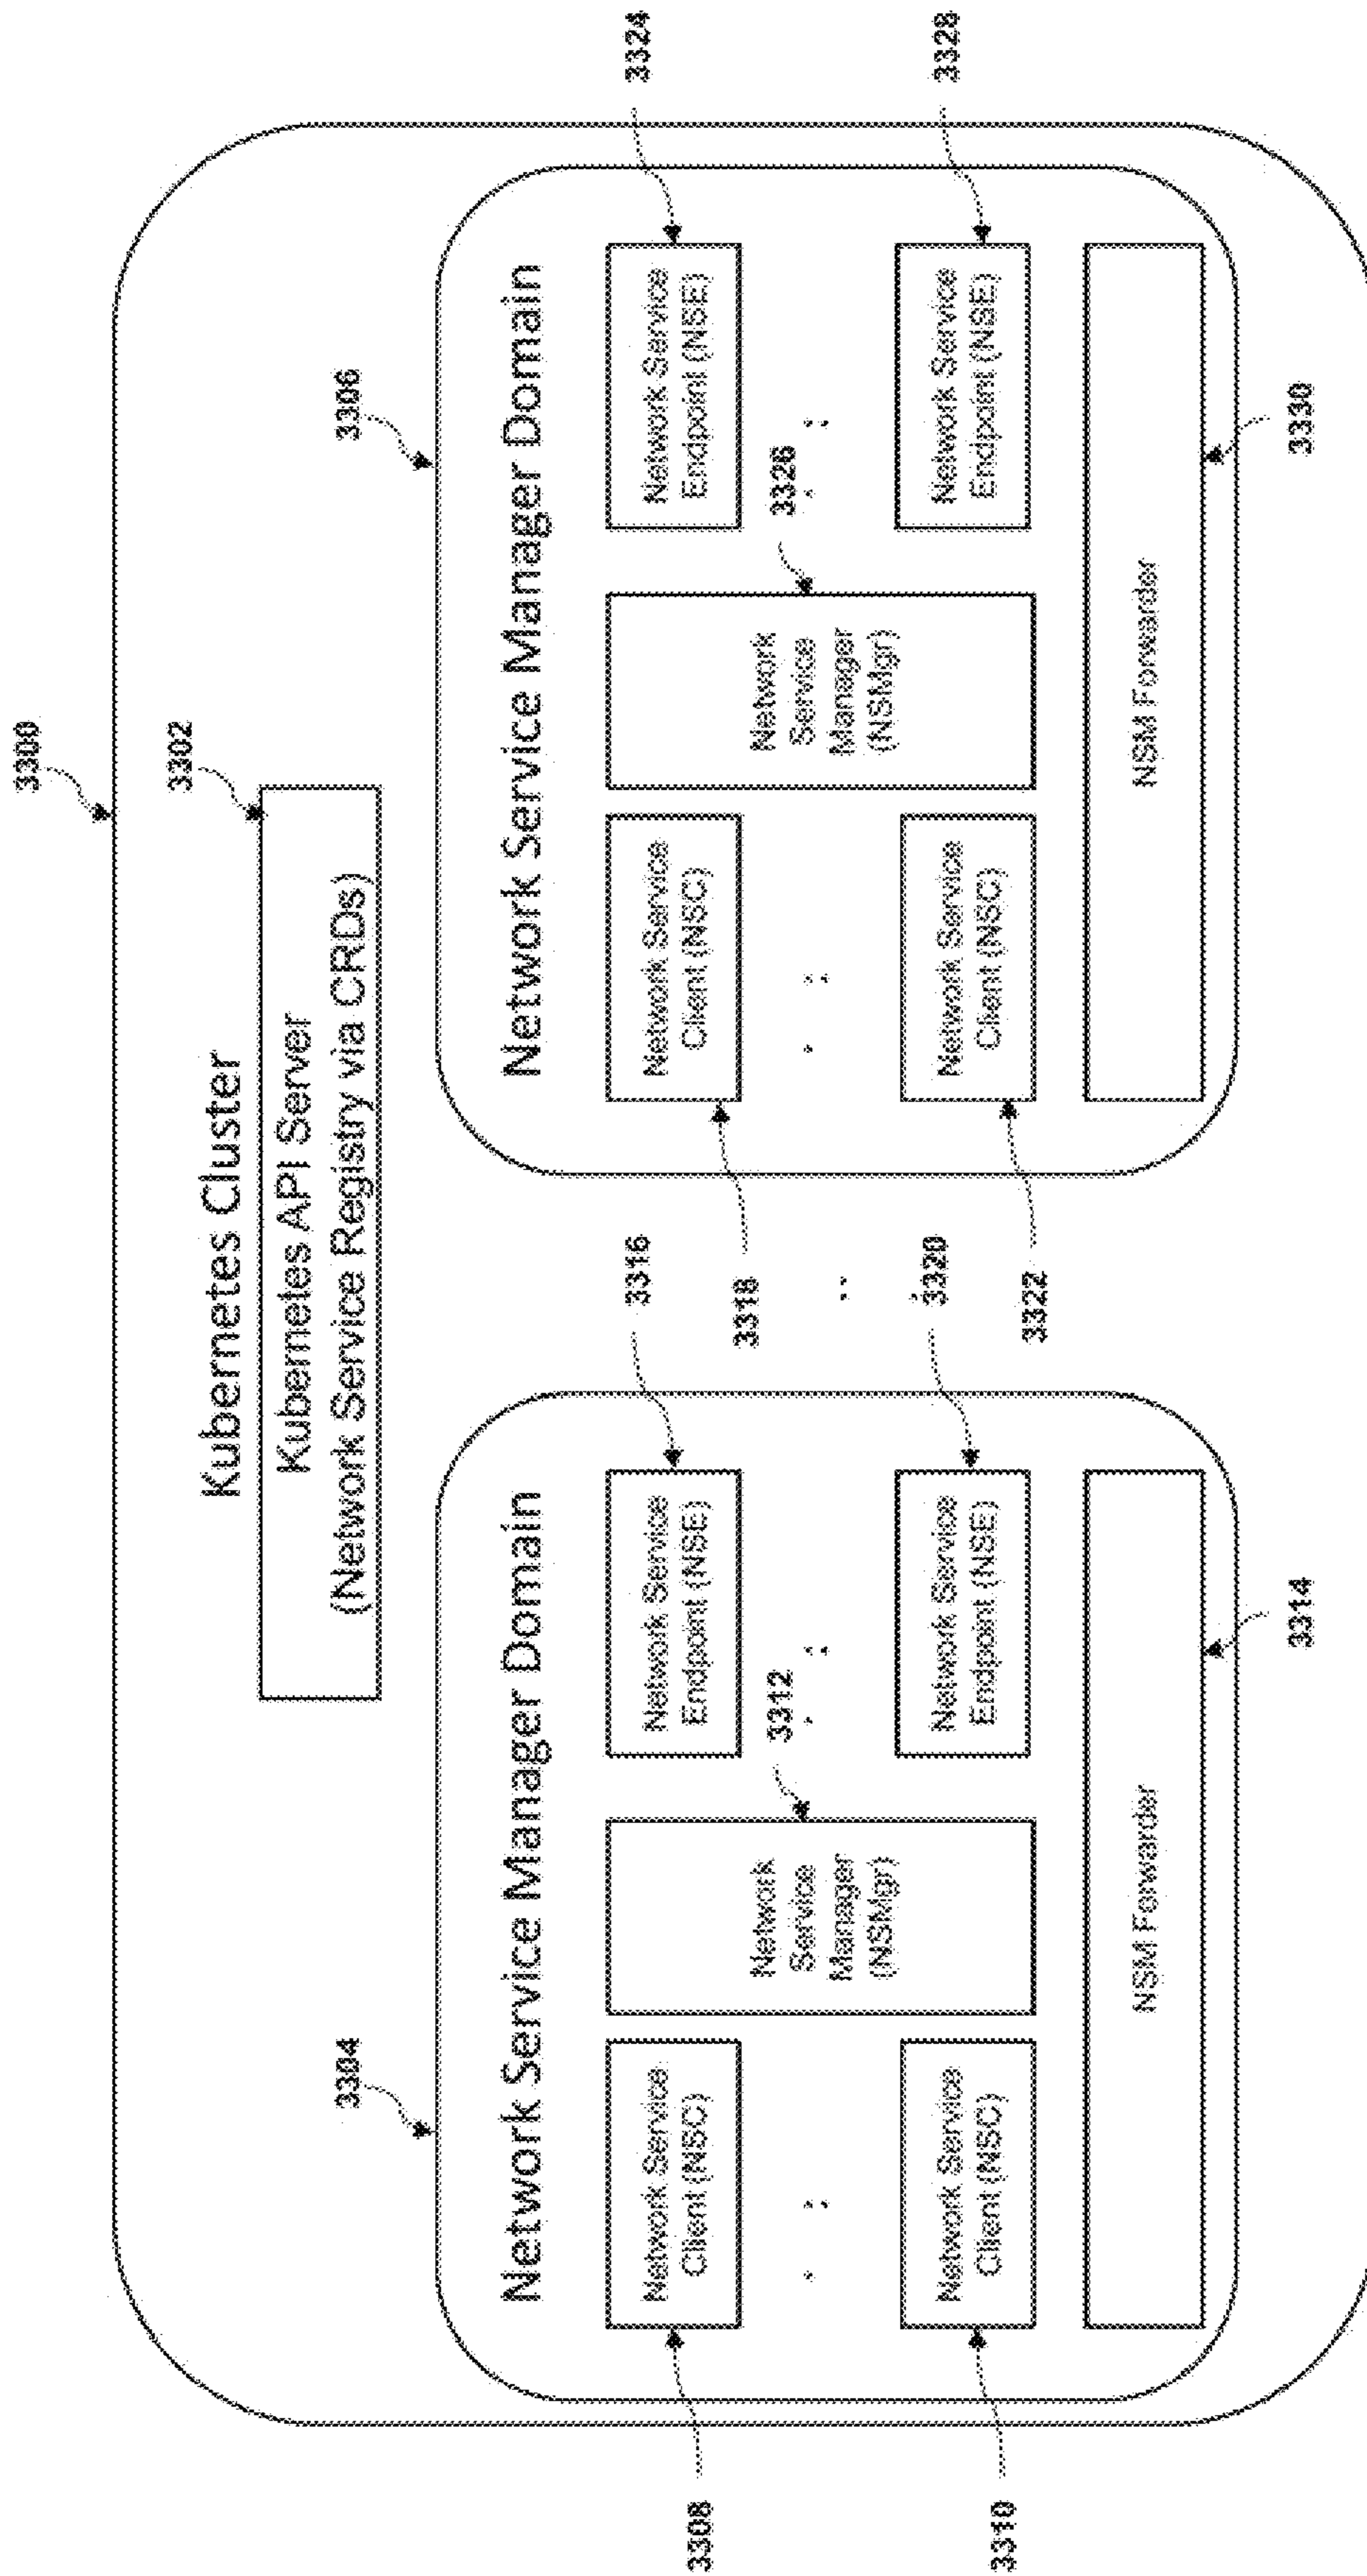 3300
Kubernetes Cluster
3302
Kubernetes API Server
(Network Service Registry via CRDs)
3304
Network Service Manager Domain
3308
Network Service
Client (NSC)
3310
Network Service
Client (NSC)
3312
Network
Service
Manager
(NSMgr)
3316
Network Service
Endpoint (NSE)
3320
Network Service
Endpoint (NSE)
NSM Forwarder
3314
3306
Network Service Manager Domain
3318
Network Service
Client (NSC)
3322
Network Service
Client (NSC)
3326
Network
Service
Manager
(NSMgr)
3324
Network Service
Endpoint (NSE)
3328
Network Service
Endpoint (NSE)
NSM Forwarder
3330